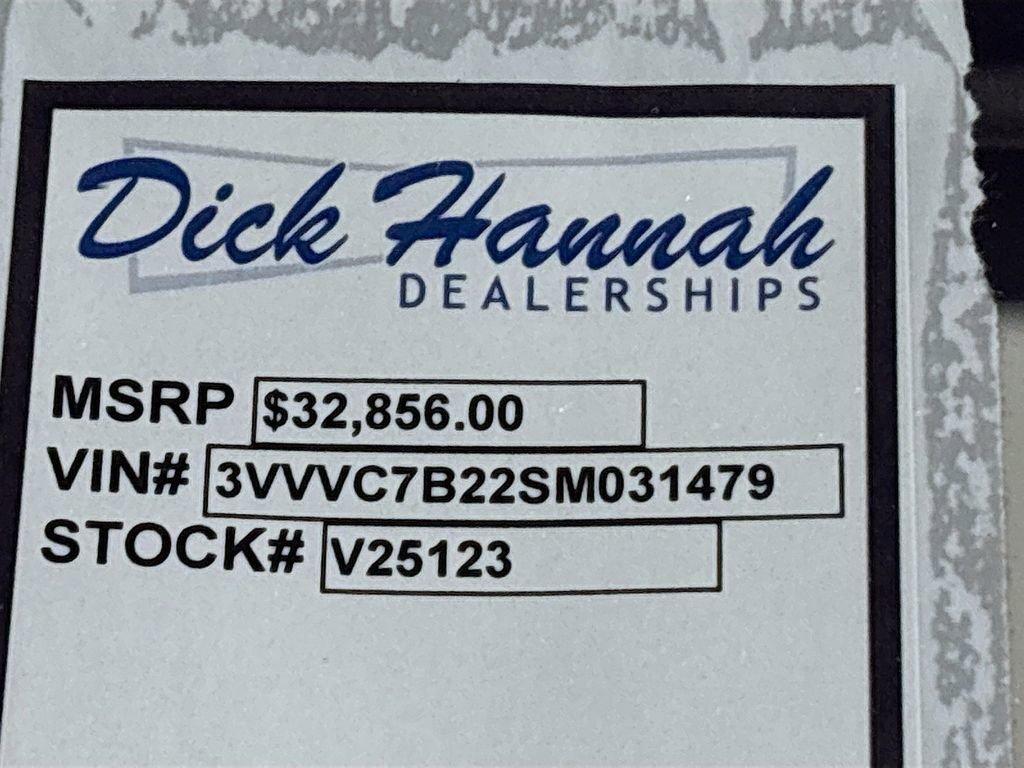 Dick Hannah
DEALERSHIPS
MSRP $32,856.00
VIN# 3VVVC7B22SM031479
STOCK# V25123